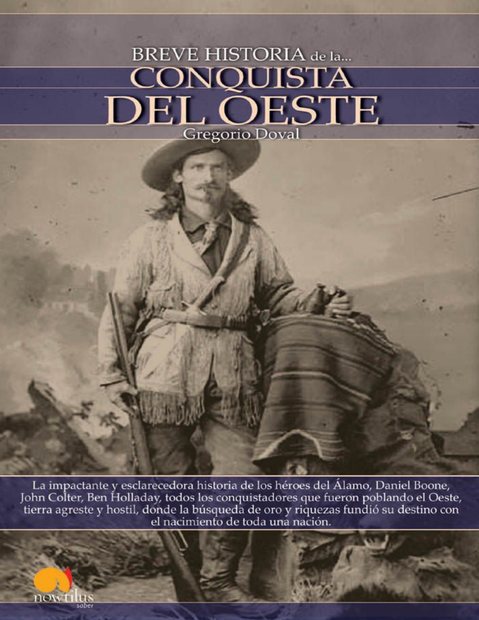 BREVE HISTORIA de la...
CONQUISTA
DEL OESTE
Gregorio Doval
La impactante y esclarecedora historia de los héroes del Álamo, Daniel Boone,
John Colter, Ben Holladay, todos los conquistadores que fueron poblando el Oeste,
tierra agreste y hostil, donde la búsqueda de oro y riquezas fundió su destino con
el nacimiento de toda una nación.
nowtilus
saber